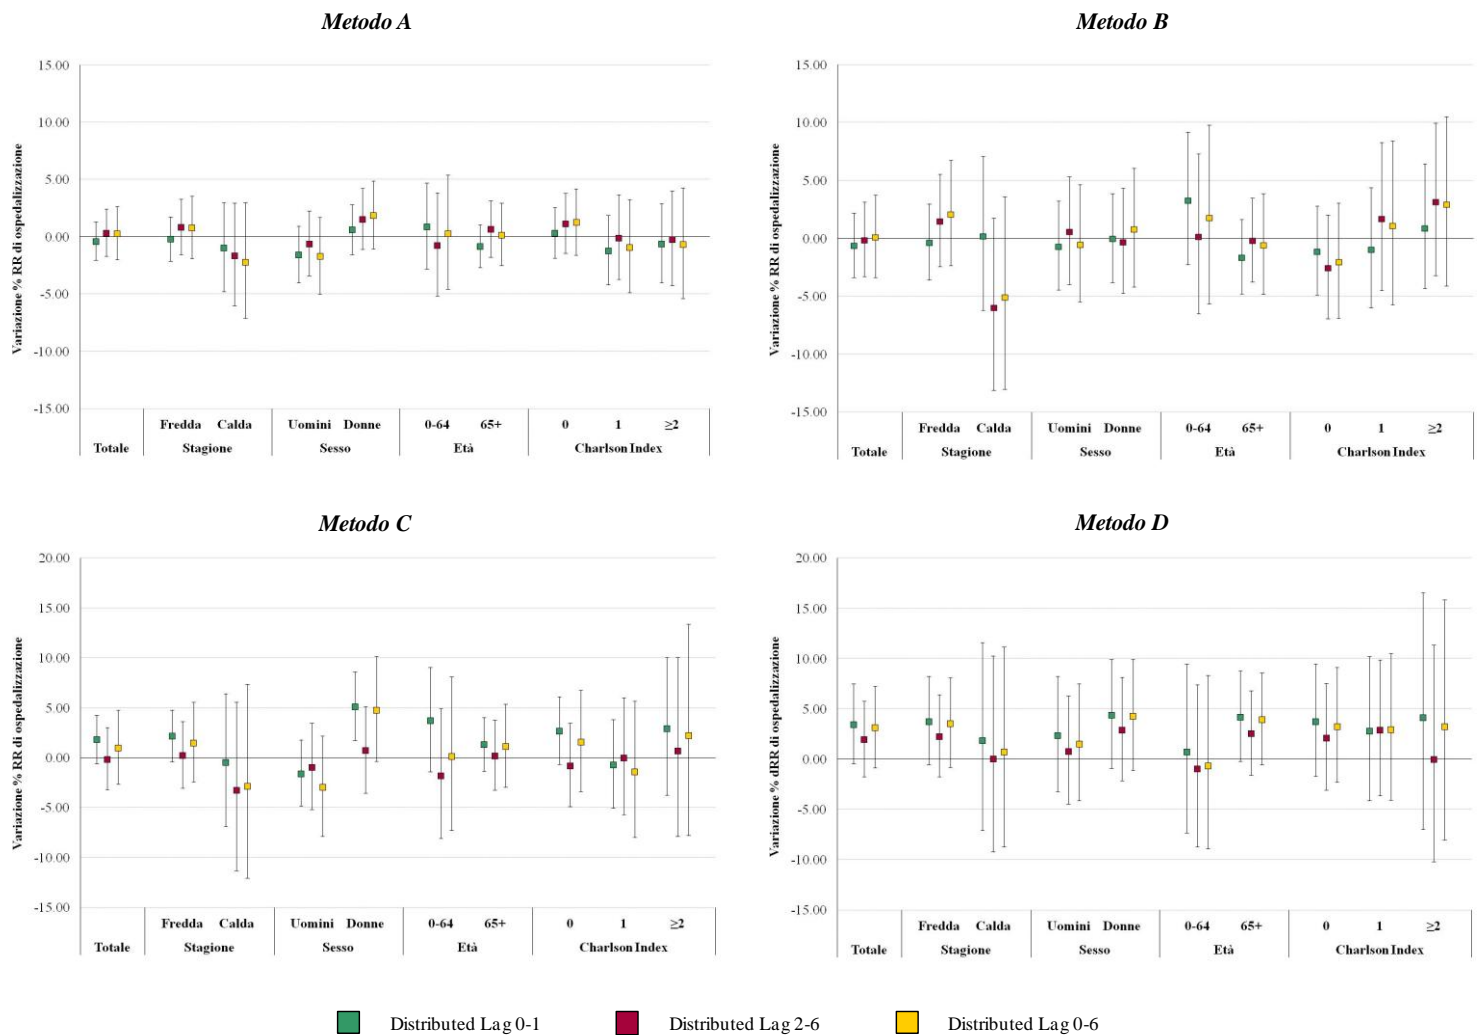 Metodo A
Variazione % RR di ospedalizzazione
15.00
10.00
5.00
0.00
-5.00
-10.00
-15.00
Fredda Calda Uomini Donne 0-64 65+ 0 1 ≥2
Totale Stagione Sesso Età Charlson Index
Metodo B
Variazione % RR di ospedalizzazione
15.00
10.00
5.00
0.00
-5.00
-10.00
-15.00
Fredda Calda Uomini Donne 0-64 65+ 0 1 ≥2
Totale Stagione Sesso Età Charlson Index
Metodo C
Variazione % RR di ospedalizzazione
20.00
15.00
10.00
5.00
0.00
-5.00
-10.00
-15.00
Fredda Calda Uomini Donne 0-64 65+ 0 1 ≥2
Totale Stagione Sesso Età Charlson Index
Metodo D
Variazione % dRR di ospedalizzazione
20.00
15.00
10.00
5.00
0.00
-5.00
-10.00
-15.00
Fredda Calda Uomini Donne 0-64 65+ 0 1 ≥2
Totale Stagione Sesso Età Charlson Index
Distributed Lag 0-1 Distributed Lag 2-6 Distributed Lag 0-6